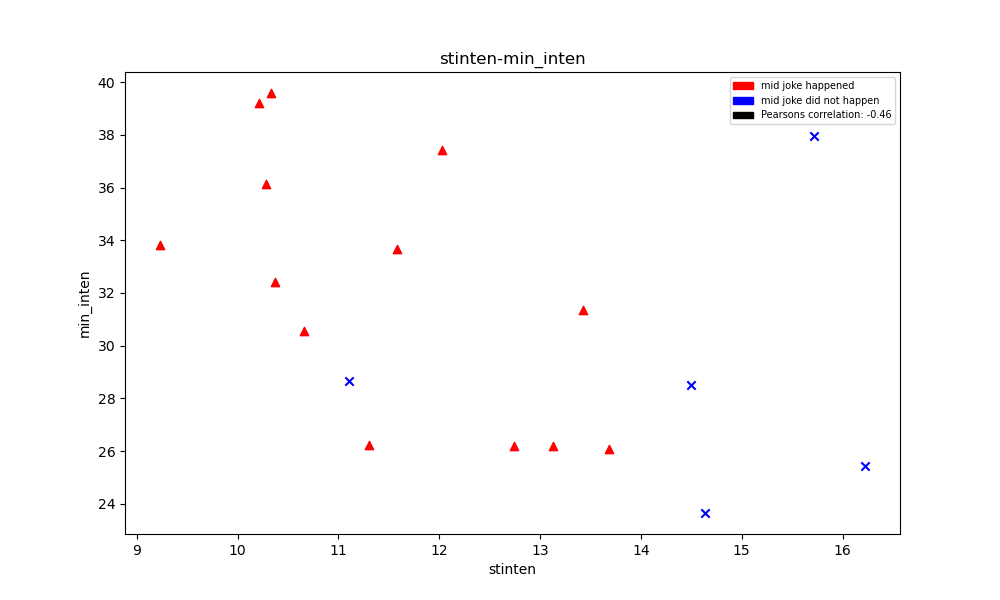 stinten-min_inten
mid joke happened
mid joke did not happen
Pearsons correlation: -0.46
40
38
36
34
32
30
28
26
24
min_inten
9 10 11 12 13 14 15 16
stinten